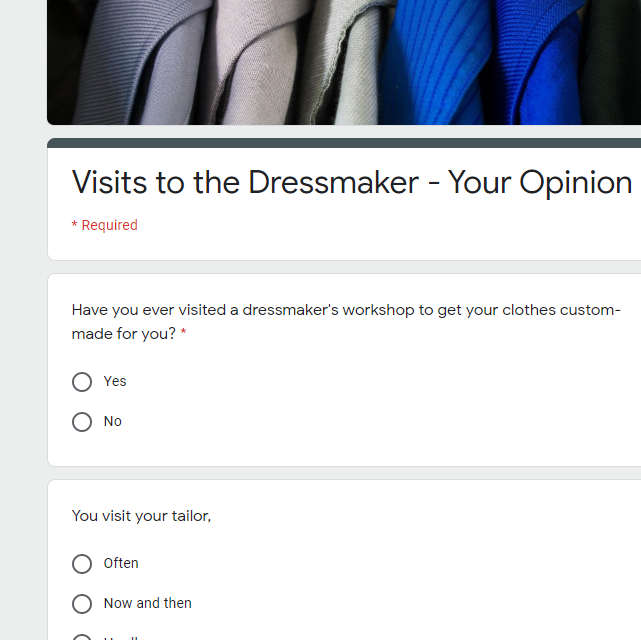 Visits to the Dressmaker - Your Opinion
* Required
Have you ever visited a dressmaker's workshop to get your clothes custom-
made for you? *
Yes
No
You visit your tailor,
Often
Now and then